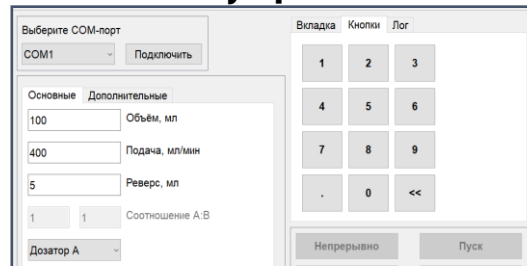 Выберите COM-порт
COM1 Подключить
Основные Дополнительные
100 Объём, мл
400 Подача, мл/мин
5 Реверс, мл
1 1 Соотношение А:В
Дозатор А
Вкладка Кнопки Лог
1 2 3
4 5 6
7 8 9
. 0 <<
Непрерывно Пуск